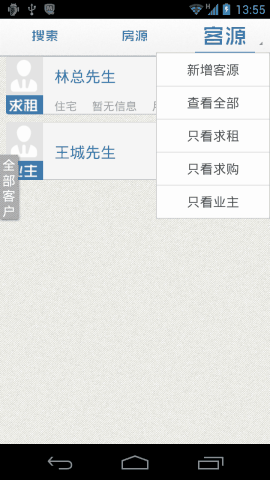 13:55
搜索 房源 客源
林总先生
求租 住宅 暂无信息
王城先生
业主
全部客户
新增客源
查看全部
只看求租
只看求购
只看业主